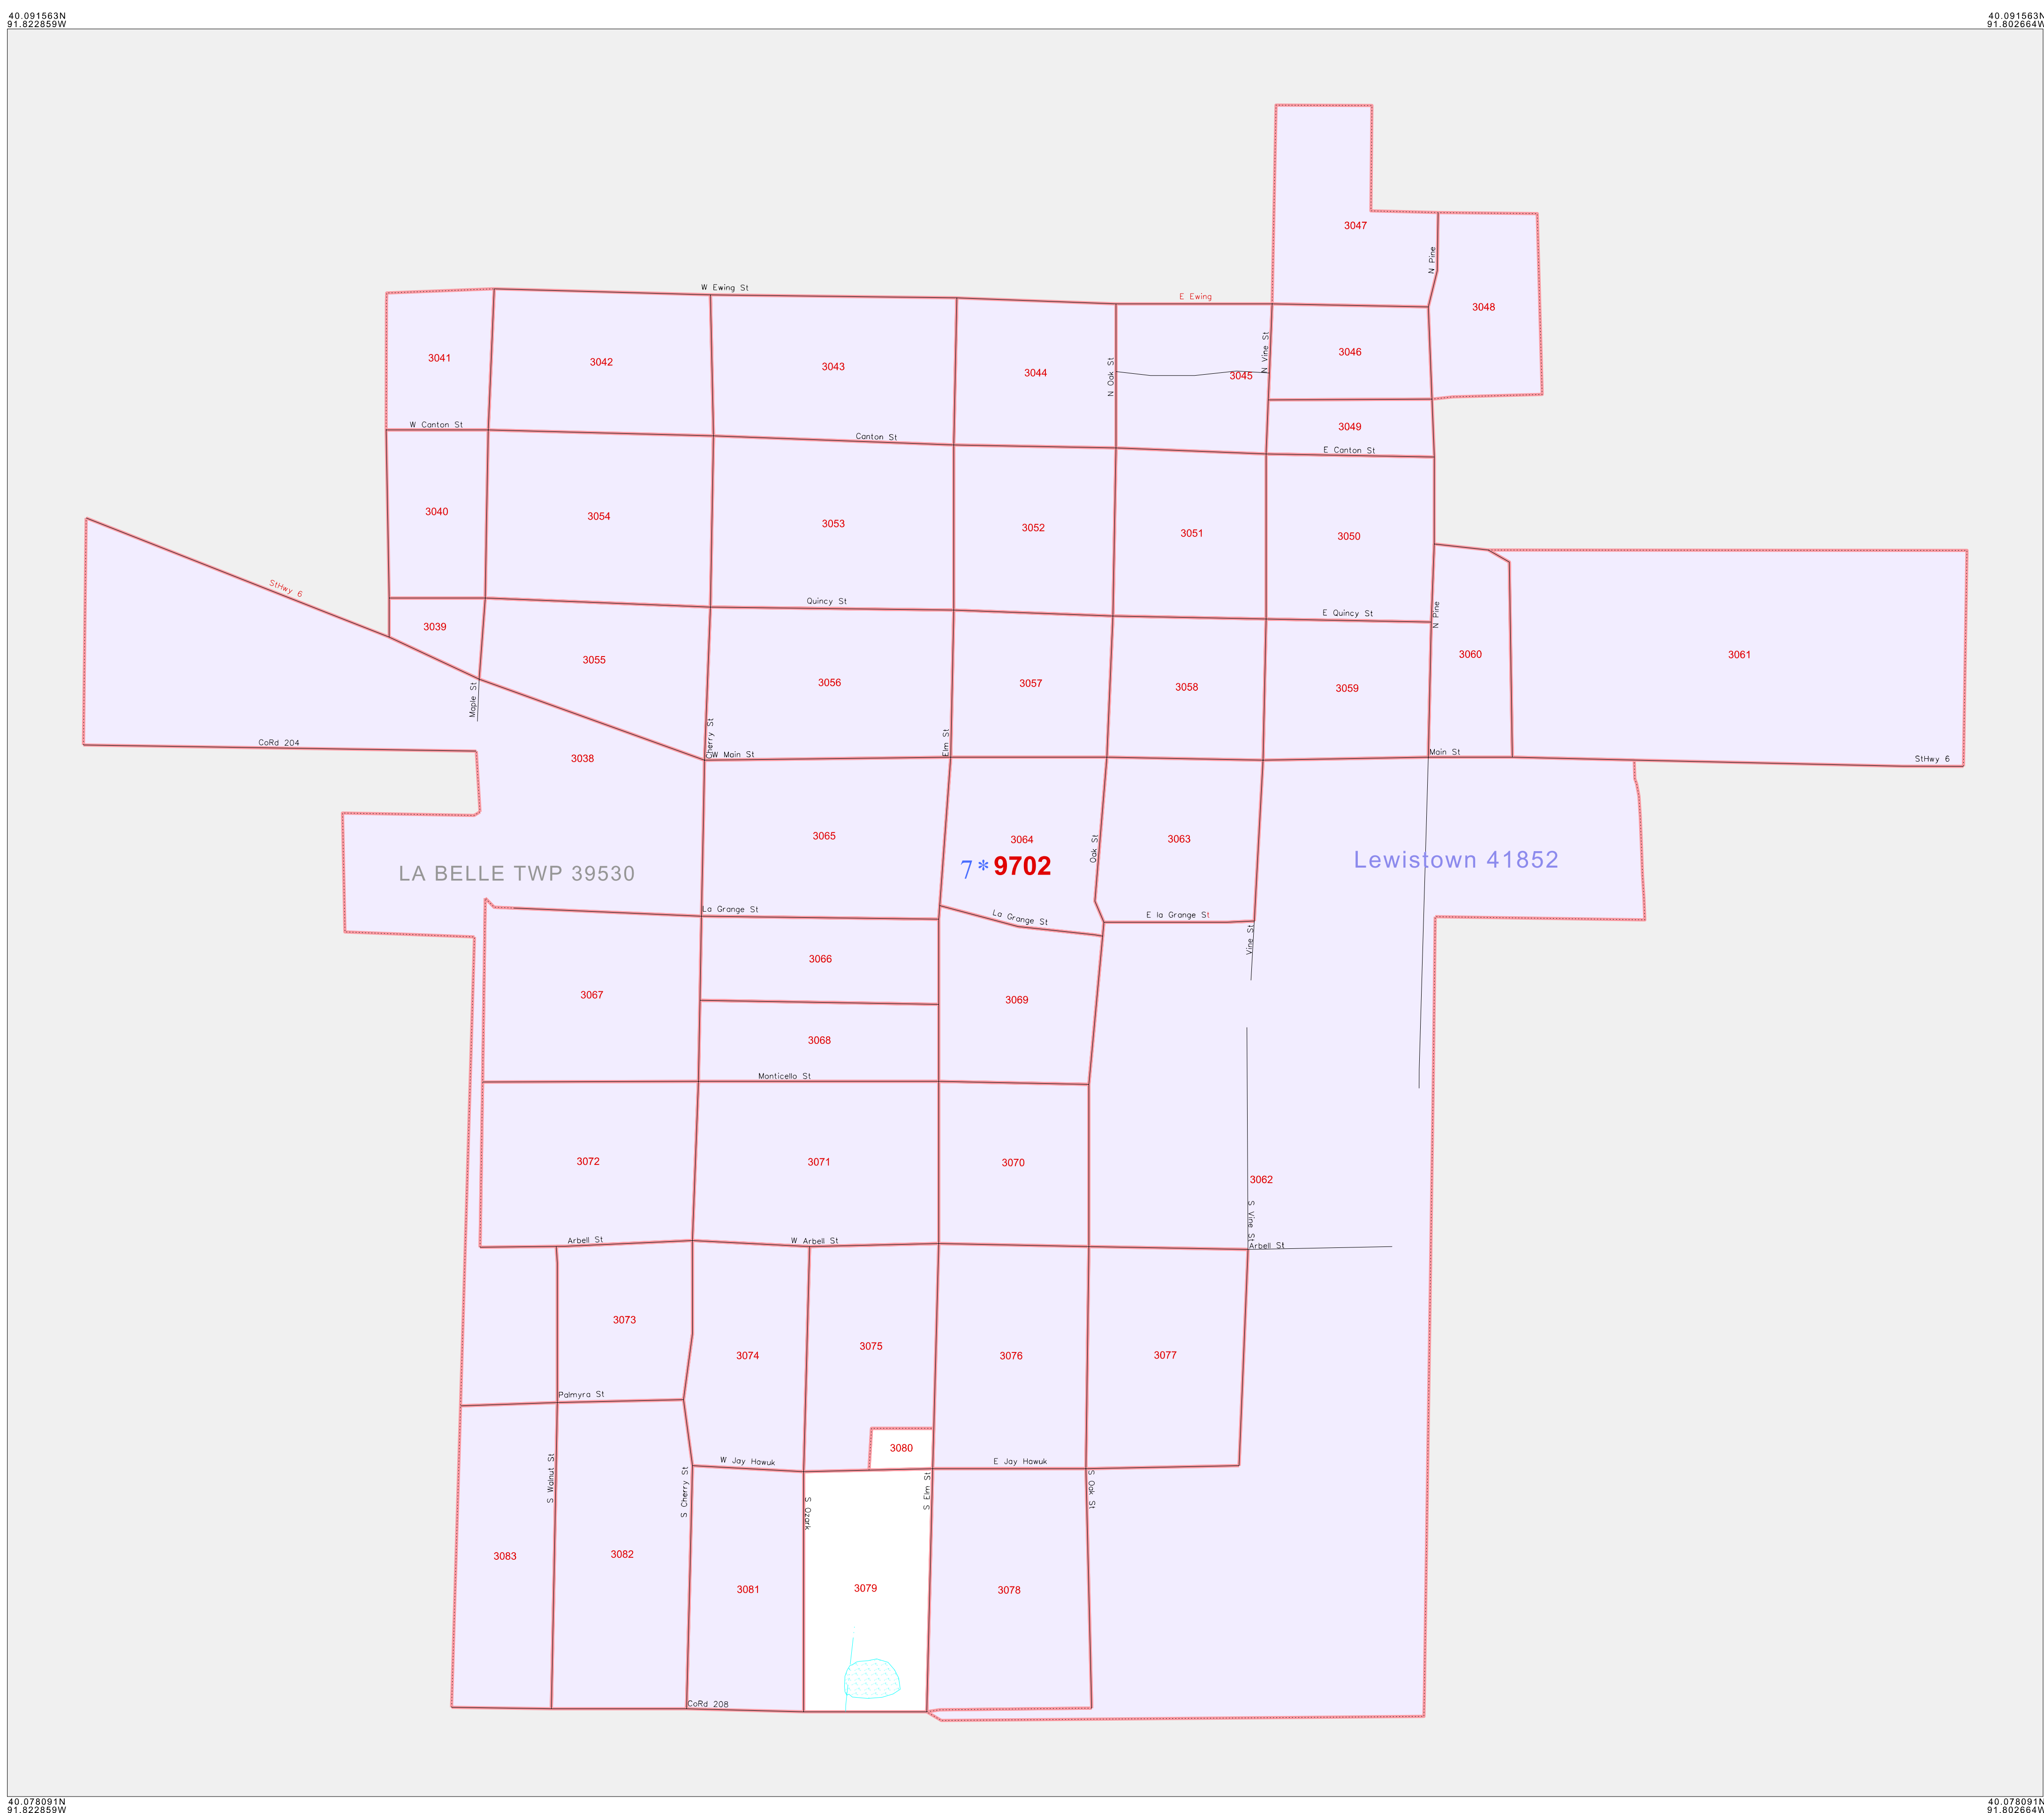 40.091563N
91.822859W
40.091563N
91.802664W
3047
N Pine
W Ewing St
E Ewing
3048
3041
3042
3043
3044
N Oak St
N Vine St
3045
3046
W Canton St
Canton St
3049
E Canton St
3040
3054
3053
3052
3051
3050
StHwy 6
3039
Quincy St
E Quincy St
N Pine
3055
3056
3057
3058
3059
3060
3061
Maple St
Cherry St
Elm St
CoRd 204
3038
W Main St
Main St
StHwy 6
3065
3064
Oak St
3063
LA BELLE TWP 39530
7*9702
Lewistown 41852
La Grange St
La Grange St
E la Grange St
Vine St
3066
3067
3069
3068
Monticello St
3072
3071
3070
3062
S Vine St
Arbell St
W Arbell St
Arbell St
3073
3074
3075
3076
3077
Palmyra St
3080
S Walnut St
S Cherry St
W Jay Hawuk
E Jay Hawuk
S Ozark
S Elm St
S Oak St
3083
3082
3081
3079
3078
CoRd 208
40.078091N
91.822859W
40.078091N
91.802664W